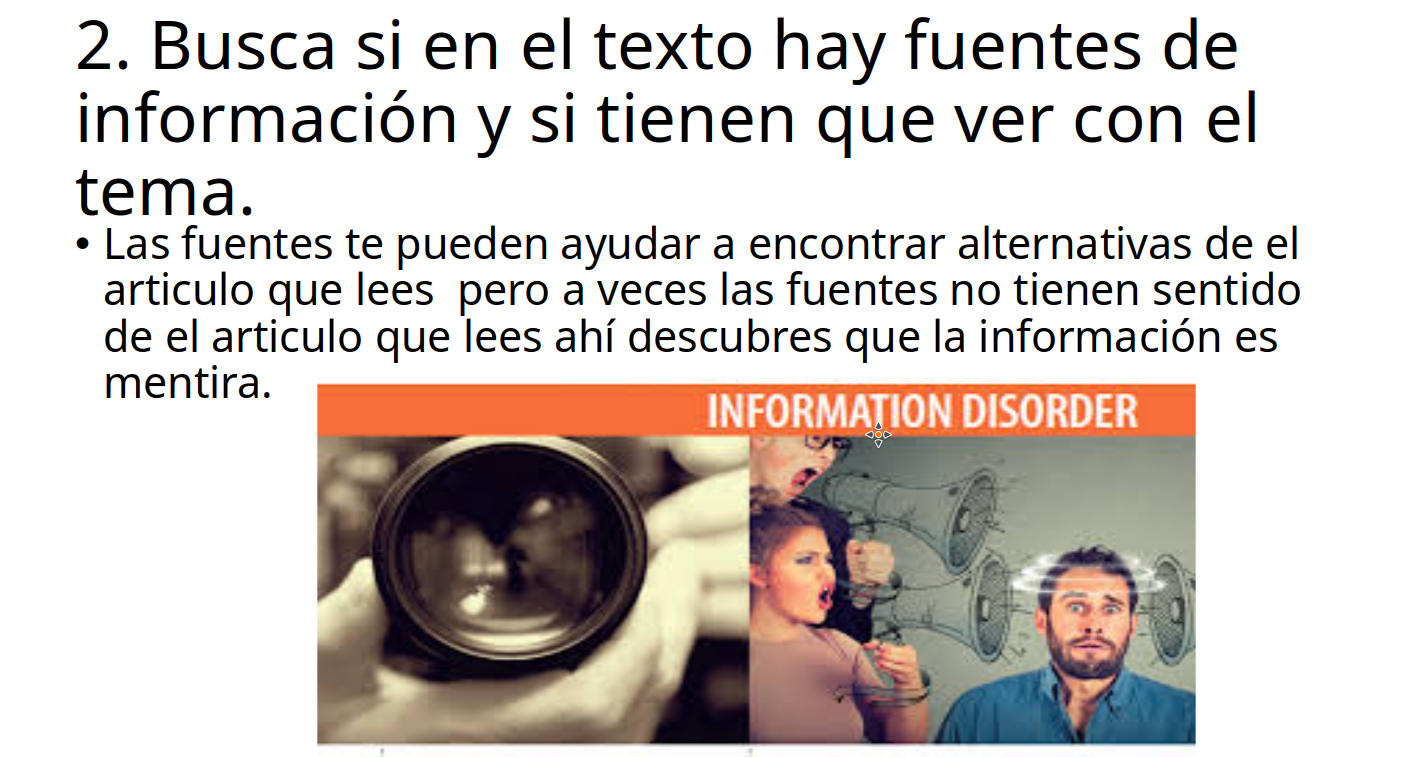 2. Busca si en el texto hay fuentes de
información y si tienen que ver con el
tema.
• Las fuentes te pueden ayudar a encontrar alternativas de el
articulo que lees  pero a veces las fuentes no tienen sentido
de el articulo que lees ahí descubres que la información es
mentira.
INFORMATION DISORDER